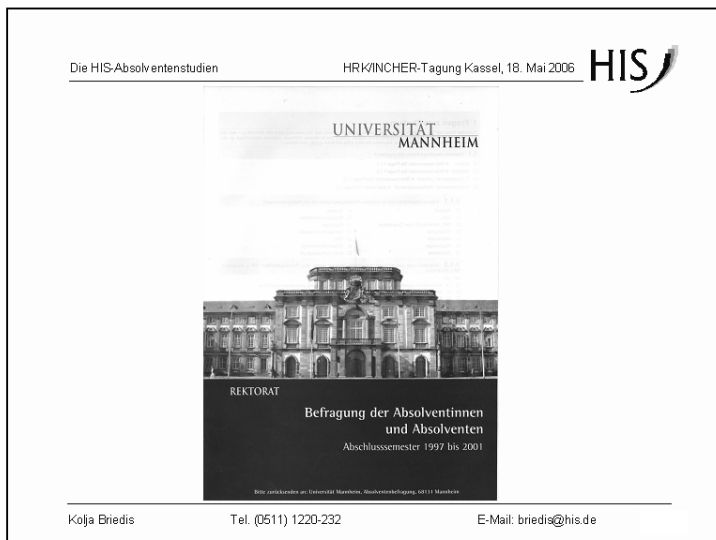 Die HIS-Absolventenstudien HRK/INCHER-Tagung Kassel, 18. Mai 2006 HIS
UNIVERSITÄT
MANNHEIM
REKTORAT
Befragung der Absolventinnen
und Absolventen
Abschlusssemester 1997 bis 2001
Bitte zurücksenden an: Universität Mannheim, Absolventenbefragung, 68131 Mannheim
Kolja Briedis Tel. (0511) 1220-232 E-Mail: briedis@his.de